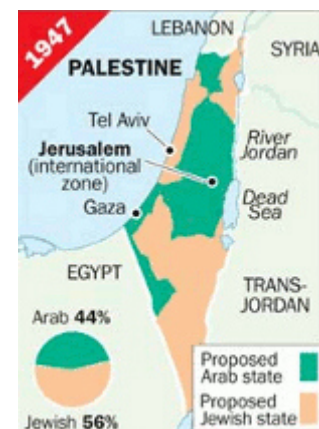 1947
LEBANON
SYRIA
PALESTINE
Tel Aviv
Jerusalem
(international
zone)
River
Jordan
Gaza
Dead
Sea
EGYPT
TRANS-
JORDAN
Arab 44%
Jewish 56%
Proposed
Arab state
Proposed
Jewish state